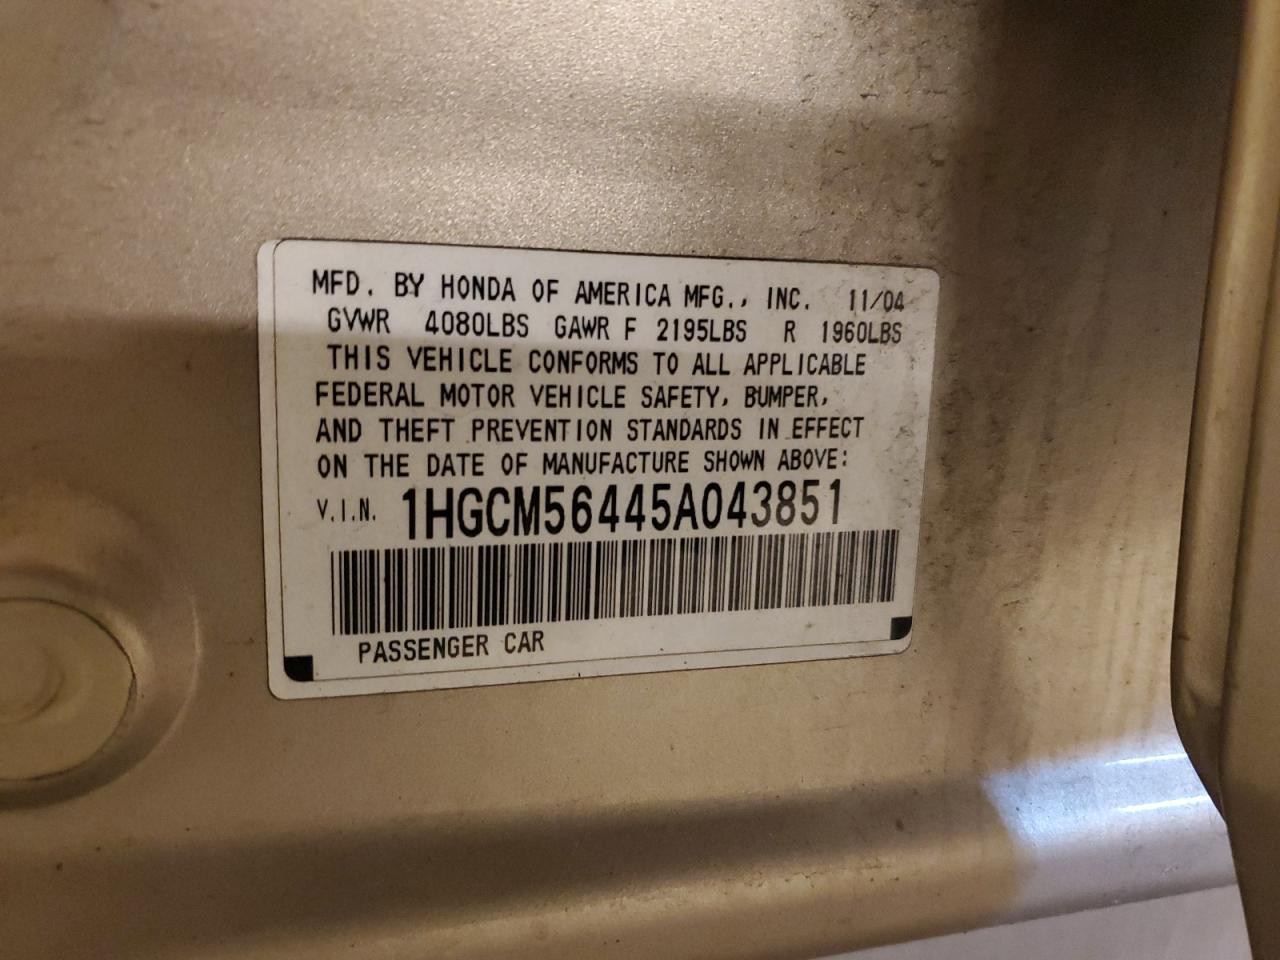 MFD. BY HONDA OF AMERICA MFG., INC. 11/04
GVWR 4080LBS GAWR F 2195LBS R 1960LBS
THIS VEHICLE CONFORMS TO ALL APPLICABLE
FEDERAL MOTOR VEHICLE SAFETY, BUMPER,
AND THEFT PREVENTION STANDARDS IN EFFECT
ON THE DATE OF MANUFACTURE SHOWN ABOVE:
V.I.N. 1HGCM56445A043851
PASSENGER CAR